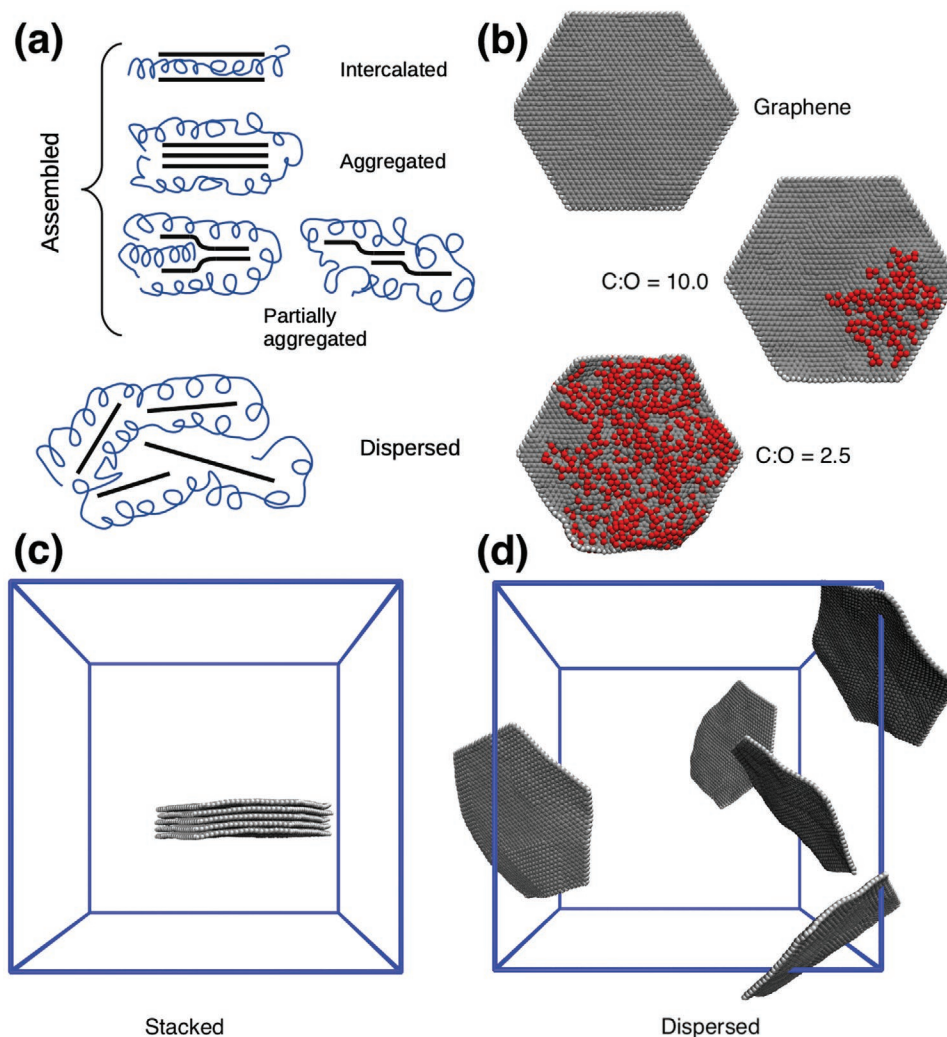 (a)
Assembled
Intercalated
Aggregated
Partially
aggregated
Dispersed
(b)
Graphene
C:O = 10.0
C:O = 2.5
(c)
Stacked
(d)
Dispersed